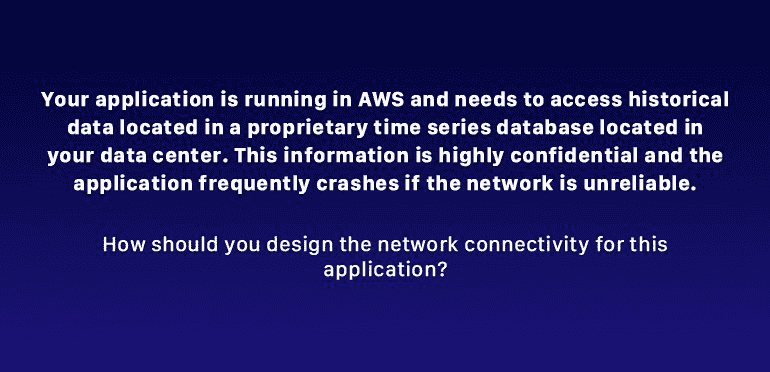 Your application is running in AWS and needs to access historical
data located in a proprietary time series database located in
your data center. This information is highly confidential and the
application frequently crashes if the network is unreliable.
How should you design the network connectivity for this
application?